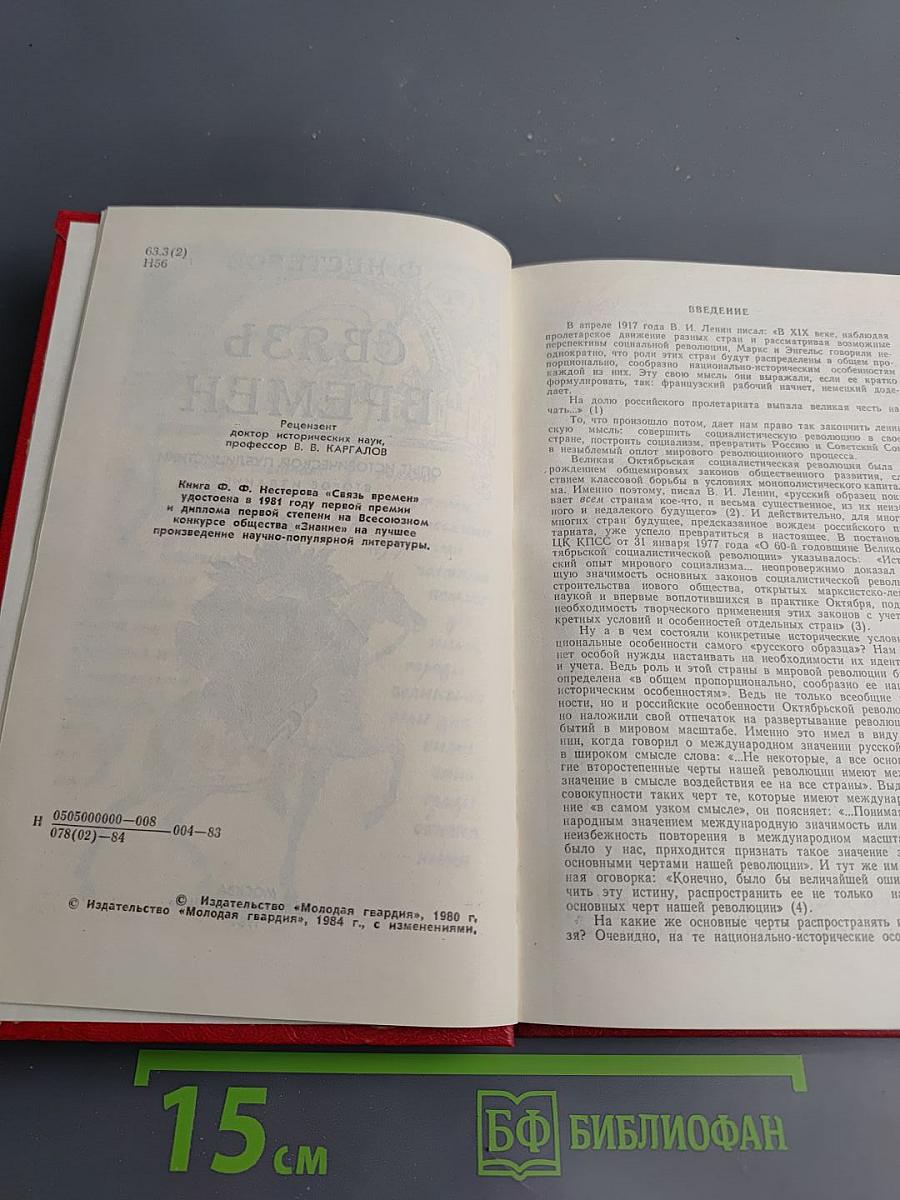 63.3(2)
Н56
Рецензент
доктор исторических наук,
профессор В. В. КАРГАЛОВ
Книга Ф. Ф. Нестерова «Связь времен»
удостоена в 1981 году первой премии
и диплома первой степени на Всесоюзном
конкурсе общества «Знание» на лучшее
произведение научно-популярной литературы.
Н 0505000000—008
078(02)—84
004—83
© Издательство «Молодая гвардия», 1980 г.
© Издательство «Молодая гвардия», 1984 г., с изменениями.
ВВЕДЕНИЕ
В апреле 1917 года В. И. Ленин писал: «В XIX веке, наблюдая
пролетарское движение разных стран и рассматривая возможные
перспективы социальной революции, Маркс и Энгельс говорили не-
однократно, что роли этих стран будут распределены в общем про-
порционально, сообразно национально-историческим особенностям
каждой из них. Эту свою мысль они выражали, если ее кратко
формулировать, так: французский рабочий начнет, немецкий доде-
лает.
На долю российского пролетариата выпала великая честь на
чать...» (1)
То, что произошло потом, дает нам право так закончить ленин
скую мысль: совершить социалистическую революцию в свое
стране, построить социализм, превратить Россию и Советский Со
в незыблемый оплот мирового революционного процесса.
Великая Октябрьская социалистическая революция была
рождением общемировых законов общественного развития, сл
ствием классовой борьбы в условиях монополистического капитал
ма. Именно поэтому, писал В. И. Ленин, «русский образец пок
вает всем странам кое-что, и весьма существенное, из их неиз
ного и недалекого будущего» (2). И действительно, для мног
многих стран будущее, предсказанное вождем российского п
тариата, уже успело превратиться в настоящее. В постанов
ЦК КПСС от 31 января 1977 года «О 60-й годовщине Велико
тябрьской социалистической революции» указывалось: «Ист
ский опыт мирового социализма... неопровержимо доказал
щую значимость основных законов социалистической револ
строительства нового общества, открытых марксистско-лен
наукой и впервые воплотившихся в практике Октября, под
необходимость творческого применения этих законов с учет
кретных условий и особенностей отдельных стран» (3).
Ну а в чем состояли конкретные исторические услови
циональные особенности самого «русского образца»? Нам
нет особой нужды настаивать на необходимости их идент
и учета. Ведь роль и этой страны в мировой революции б
определена «в общем пропорционально, сообразно ее на
историческим особенностям». Ведь не только всеобщие
ности, но и российские особенности Октябрьской револю
но наложили свой отпечаток на развертывание революц
бытий в мировом масштабе. Именно это имел в виду
нин, когда говорил о международном значении русской
в широком смысле слова: «...Не некоторые, а все осно
гие второстепенные черты нашей революции имеют меж
значение в смысле воздействия ее на все страны». Выд
совокупности таких черт те, которые имеют междунар
ние «в самом узком смысле», он поясняет: «...Понима
народным значением международную значимость или
неизбежность повторения в международном масшта
было у нас, приходится признать такое значение з
основными чертами нашей революции». И тут же им
ная оговорка: «Конечно, было бы величайшей оши
чить эту истину, распространить ее не только на
основных черт нашей революции» (4).
На какие же основные черты распространять и
зя? Очевидно, на те национально-исторические осо
15 см
БФ БИБЛИОФАН